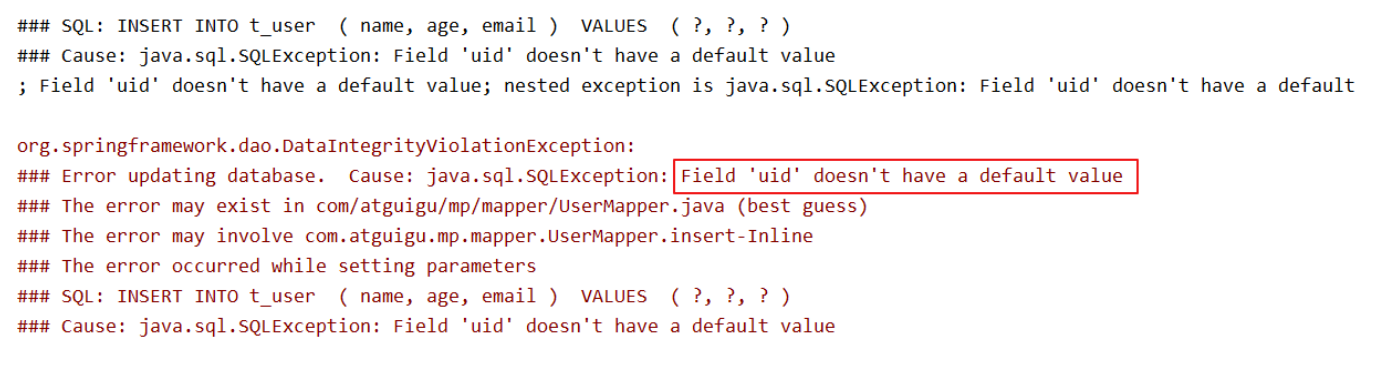 ### SQL: INSERT INTO t_user  ( name, age, email )  VALUES  ( ?, ?, ? )
### Cause: java.sql.SQLException: Field 'uid' doesn't have a default value
; Field 'uid' doesn't have a default value; nested exception is java.sql.SQLException: Field 'uid' doesn't have a default
org.springframework.dao.DataIntegrityViolationException:
### Error updating database.  Cause: java.sql.SQLException: Field 'uid' doesn't have a default value
### The error may exist in com/atguigu/mp/mapper/UserMapper.java (best guess)
### The error may involve com.atguigu.mp.mapper.UserMapper.insert-Inline
### The error occurred while setting parameters
### SQL: INSERT INTO t_user  ( name, age, email )  VALUES  ( ?, ?, ? )
### Cause: java.sql.SQLException: Field 'uid' doesn't have a default value